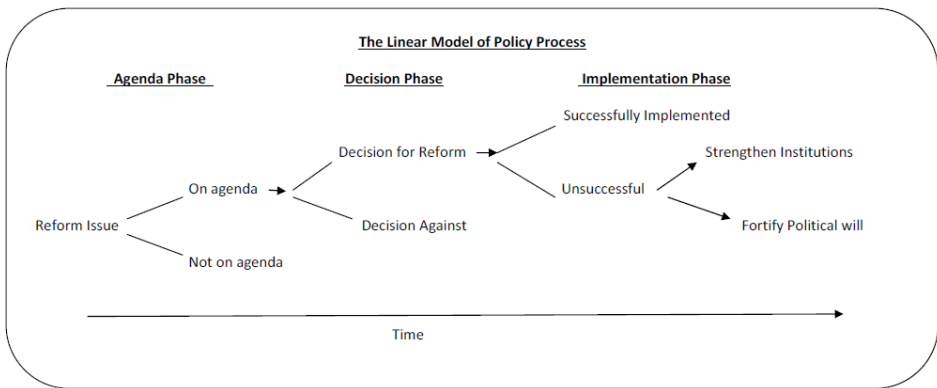 The Linear Model of Policy Process
Agenda Phase
Decision Phase
Implementation Phase
Successfully Implemented
Decision for Reform
Strengthen Institutions
On agenda
Unsuccessful
Reform Issue
Decision Against
Fortify Political will
Not on agenda
Time